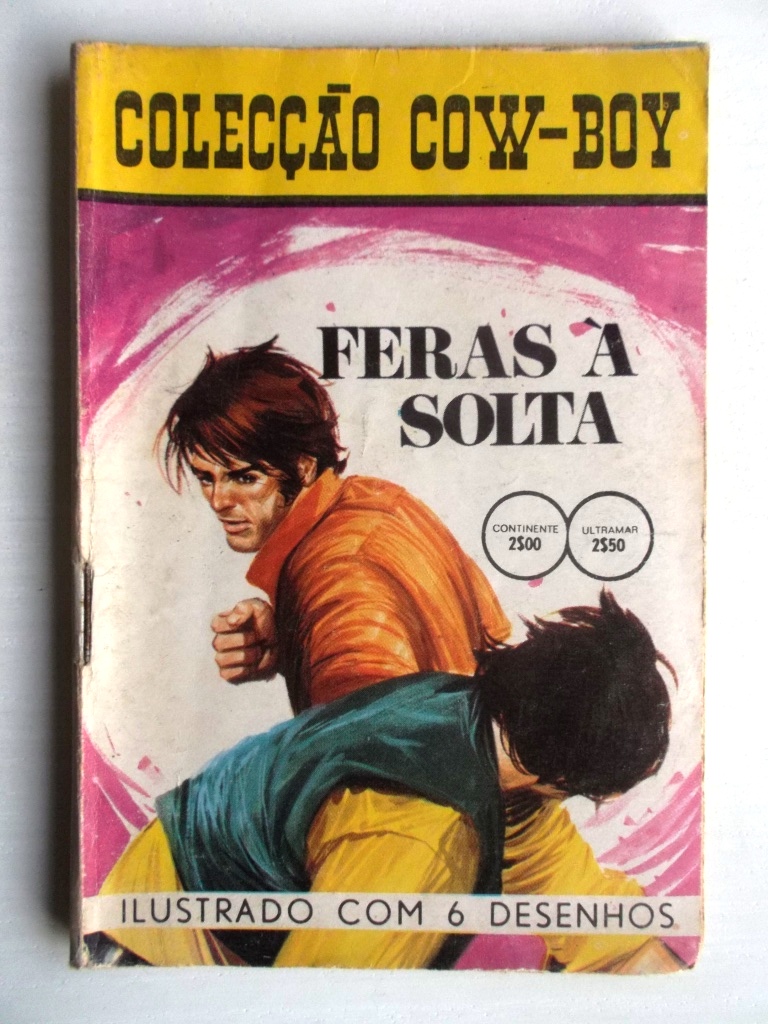 COLECÇÃO COW-BOY
FERAS À
SOLTA
CONTINENTE
2$00
ULTRAMAR
2$50
ILUSTRADO COM 6 DESENHOS